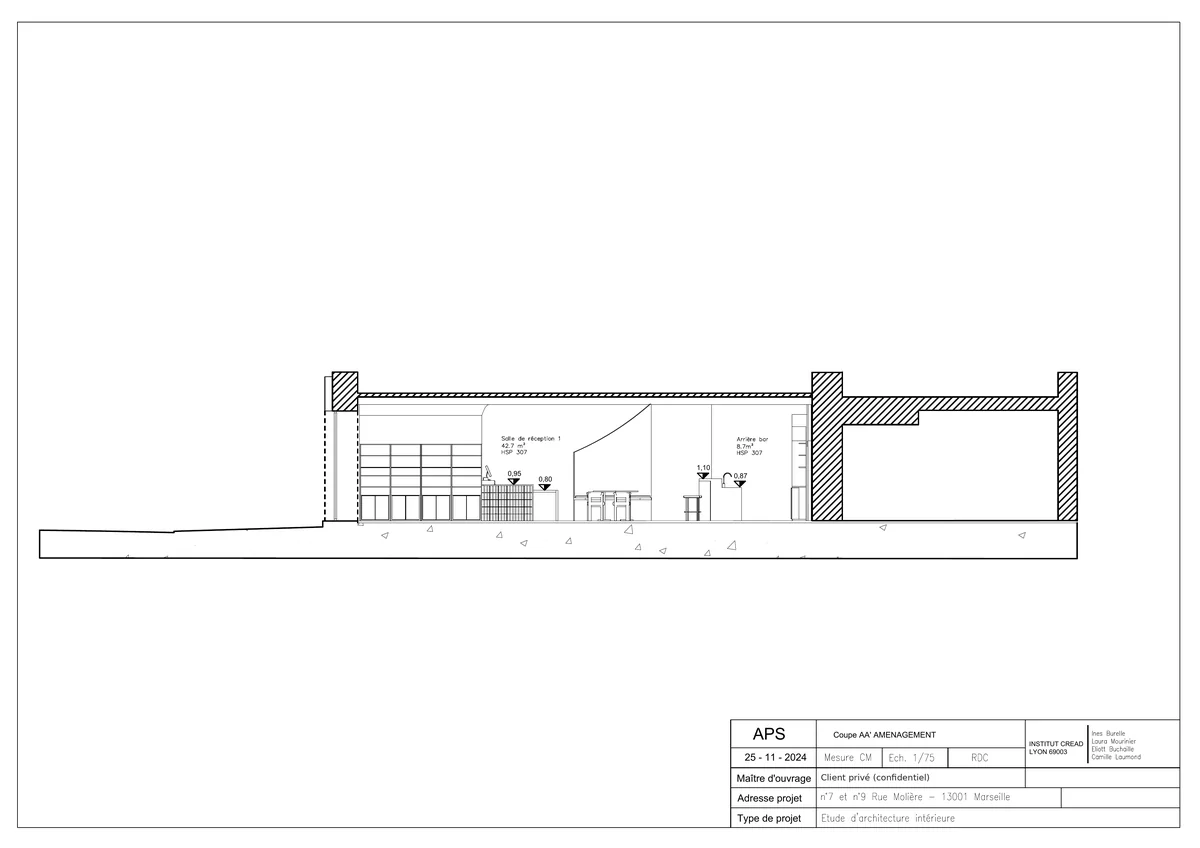 Salle de réception 1
42.7 m²
HSP 307
Arrière bar
8,7m²
HSP 307
0,95
0,80
1,10
0,87
APS
Coupe AA' AMENAGEMENT
INSTITUT CREAD
LYON 69003
Ines Burelle
Laura Mourinier
Eliott Buchaille
Camille Laumond
25 - 11 - 2024
Mesure CM
Ech. 1/75
RDC
Maître d'ouvrage
Client privé (confidentiel)
Adresse projet
n°7 et n°9 Rue Molière - 13001 Marseille
Type de projet
Etude d'architecture intérieure